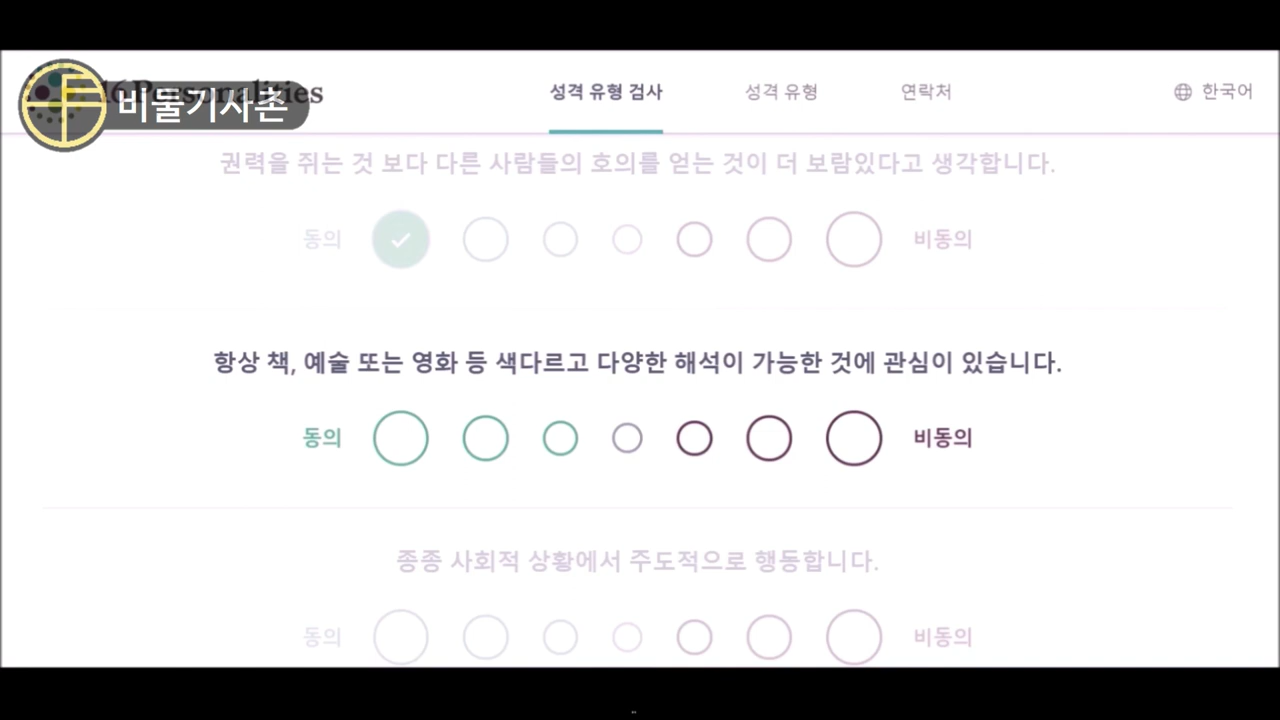 16Personalities
비둘기사촌
성격 유형 검사 성격 유형 연락처 한국어
권력을 쥐는 것 보다 다른 사람들의 호의를 얻는 것이 더 보람있다고 생각합니다.
동의 비동의
항상 책, 예술 또는 영화 등 색다르고 다양한 해석이 가능한 것에 관심이 있습니다.
동의 비동의
종종 사회적 상황에서 주도적으로 행동합니다.
동의 비동의